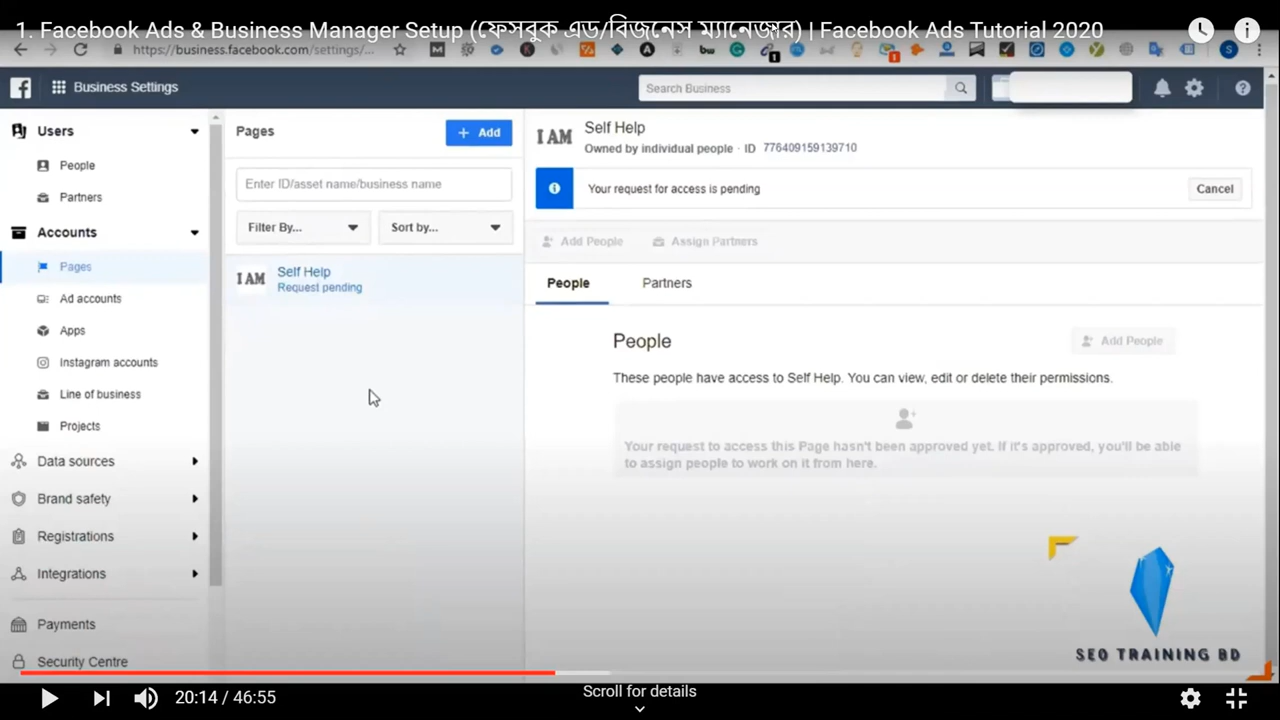 1. Facebook Ads & Business Manager Setup (ফেসবুক এড/বিজনেস ম্যানেজার) | Facebook Ads Tutorial 2020
https://business.facebook.com/settings/...
Business Settings
Search Business
Users
People
Partners
Accounts
Pages
Ad accounts
Apps
Instagram accounts
Line of business
Projects
Data sources
Brand safety
Registrations
Integrations
Payments
Security Centre
Pages
+ Add
Enter ID/asset name/business name
Filter By...
Sort by...
I AM
Self Help
Request pending
I AM
Self Help
Owned by individual people · ID 776409159139710
Your request for access is pending
Cancel
Add People
Assign Partners
People
Partners
People
Add People
These people have access to Self Help. You can view, edit or delete their permissions.
Your request to access this Page hasn't been approved yet. If it's approved, you'll be able
to assign people to work on it from here.
SEO TRAINING BD
20:14 / 46:55
Scroll for details